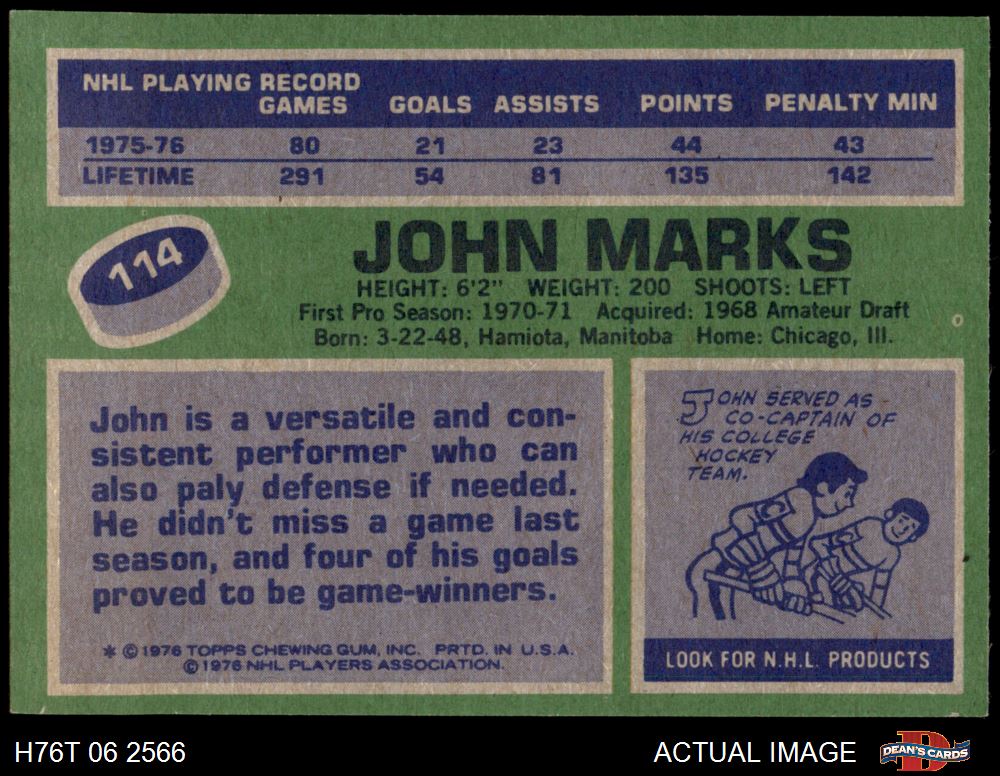 NHL PLAYING RECORD
GAMES GOALS ASSISTS POINTS PENALTY MIN
1975-76 80 21 23 44 43
LIFETIME 291 54 81 135 142
114
JOHN MARKS
HEIGHT: 6'2" WEIGHT: 200 SHOOTS: LEFT
First Pro Season: 1970-71 Acquired: 1968 Amateur Draft
Born: 3-22-48, Hamiota, Manitoba Home: Chicago, Ill.
John is a versatile and con-
sistent performer who can
also paly defense if needed.
He didn't miss a game last
season, and four of his goals
proved to be game-winners.
* © 1976 TOPPS CHEWING GUM, INC. PRTD. IN U.S.A.
© 1976 NHL PLAYERS ASSOCIATION.
JOHN SERVED AS
CO-CAPTAIN OF
HIS COLLEGE
HOCKEY
TEAM.
LOOK FOR N.H.L. PRODUCTS
H76T 06 2566 ACTUAL IMAGE DEAN'S CARDS